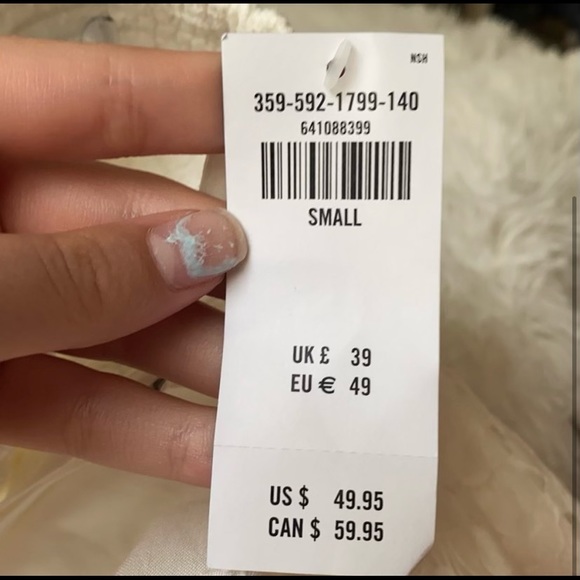 NSH
359-592-1799-140
641088399
SMALL
UK £ 39
EU € 49
US $ 49.95
CAN $ 59.95